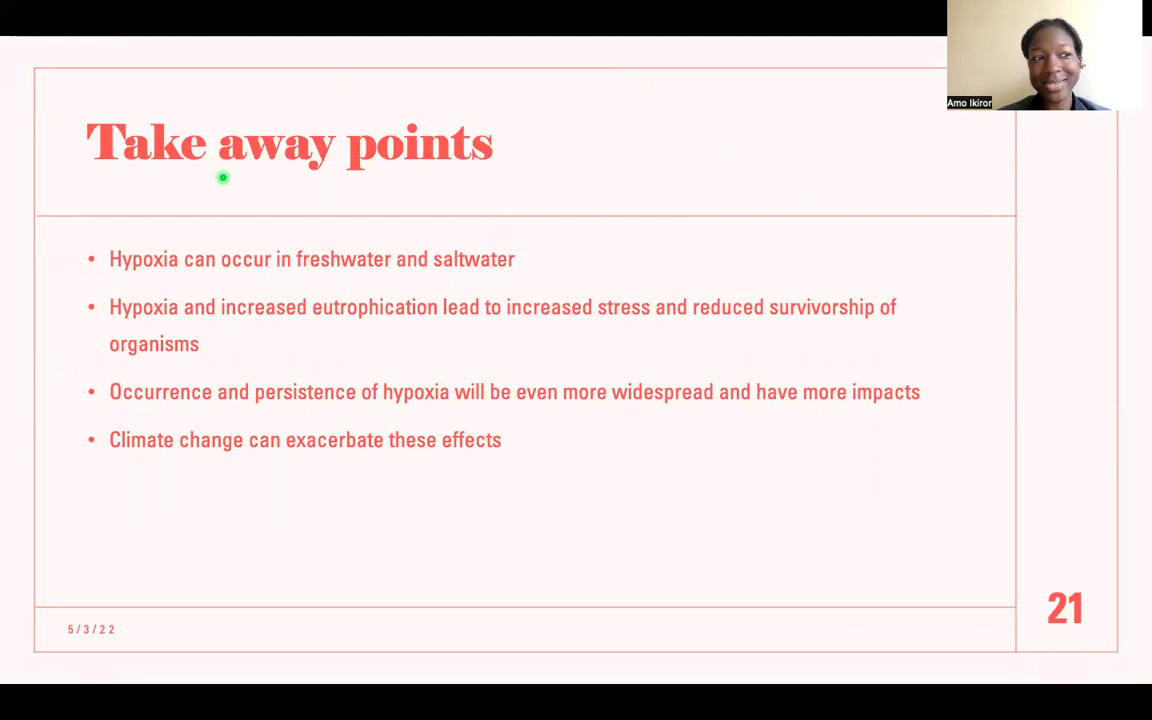 Amo Ikiror
Take away points
• Hypoxia can occur in freshwater and saltwater
• Hypoxia and increased eutrophication lead to increased stress and reduced survivorship of
organisms
• Occurrence and persistence of hypoxia will be even more widespread and have more impacts
• Climate change can exacerbate these effects
21
5/3/22